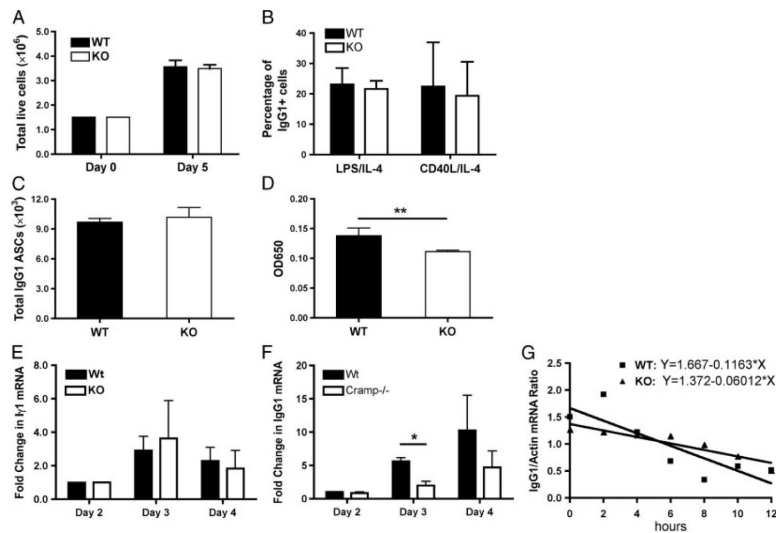 A
Total live cells (×10⁶)
5.0
4.0
3.0
2.0
1.0
WT
KO
Day 0
Day 5
B
Percentage of
IgG1+ cells
50
40
30
20
10
0
WT
KO
LPS/IL-4
CD40L/IL-4
C
Total IgG1 ASCs (×10³)
12.0
9.0
6.0
3.0
0.0
WT
KO
D
OD650
0.20
0.15
0.10
0.05
0.00
**
WT
KO
E
Fold Change in Iγ1 mRNA
8.0
6.0
4.0
2.0
0.0
Wt
KO
Day 2
Day 3
Day 4
F
Fold Change in IgG1 mRNA
20
15
10
5
0
Wt
Cramp-/-
*
Day 2
Day 3
Day 4
G
WT: Y=1.667-0.1163*X
KO: Y=1.372-0.06012*X
IgG1/Actin mRNA Ratio
2.5
2.0
1.5
1.0
0.5
0.0
0 2 4 6 8 10 12
hours